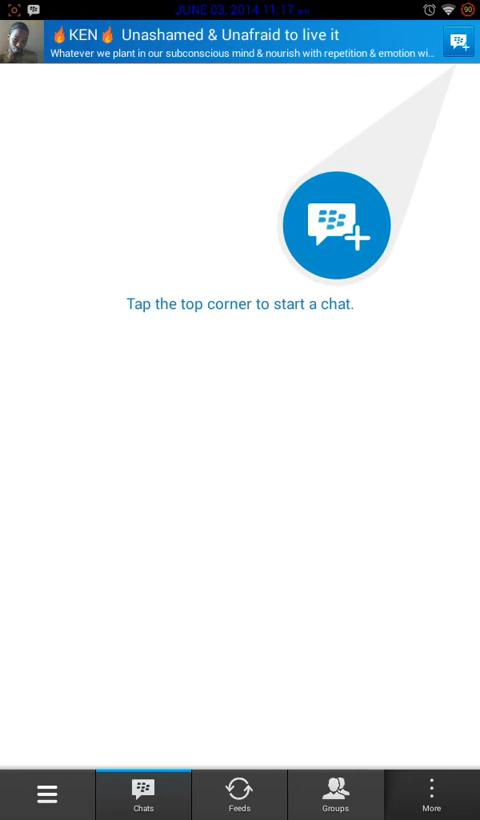 JUNE 03, 2014 11:17
90
🔥KEN🔥 Unashamed & Unafraid to live it
Whatever we plant in our subconscious mind & nourish with repetition & emotion wi...
Tap the top corner to start a chat.
Chats
Feeds
Groups
More